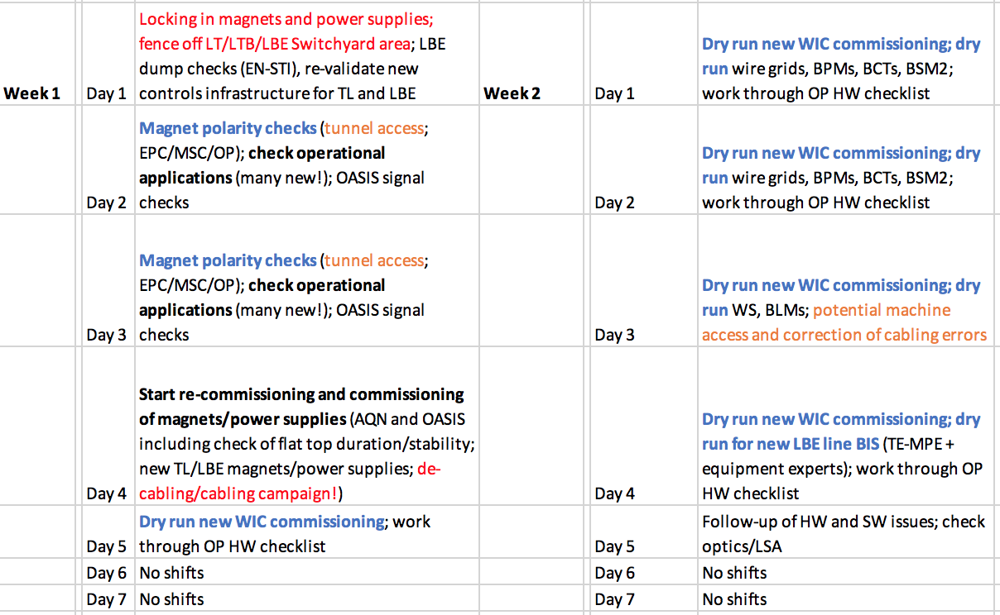 Week 1
Day 1
Locking in magnets and power supplies;
fence off LT/LTB/LBE Switchyard area; LBE
dump checks (EN-STI), re-validate new
controls infrastructure for TL and LBE
Week 2
Day 1
Dry run new WIC commissioning; dry
run wire grids, BPMs, BCTs, BSM2;
work through OP HW checklist
Day 2
Magnet polarity checks (tunnel access;
EPC/MSC/OP); check operational
applications (many new!); OASIS signal
checks
Day 2
Dry run new WIC commissioning; dry
run wire grids, BPMs, BCTs, BSM2;
work through OP HW checklist
Day 3
Magnet polarity checks (tunnel access;
EPC/MSC/OP); check operational
applications (many new!); OASIS signal
checks
Day 3
Dry run new WIC commissioning; dry
run WS, BLMs; potential machine
access and correction of cabling errors
Day 4
Start re-commissioning and commissioning
of magnets/power supplies (AQN and OASIS
including check of flat top duration/stability;
new TL/LBE magnets/power supplies; de-
cabling/cabling campaign!)
Day 4
Dry run new WIC commissioning; dry
run for new LBE line BIS (TE-MPE +
equipment experts); work through OP
HW checklist
Day 5
Dry run new WIC commissioning; work
through OP HW checklist
Day 5
Follow-up of HW and SW issues; check
optics/LSA
Day 6
No shifts
Day 6
No shifts
Day 7
No shifts
Day 7
No shifts